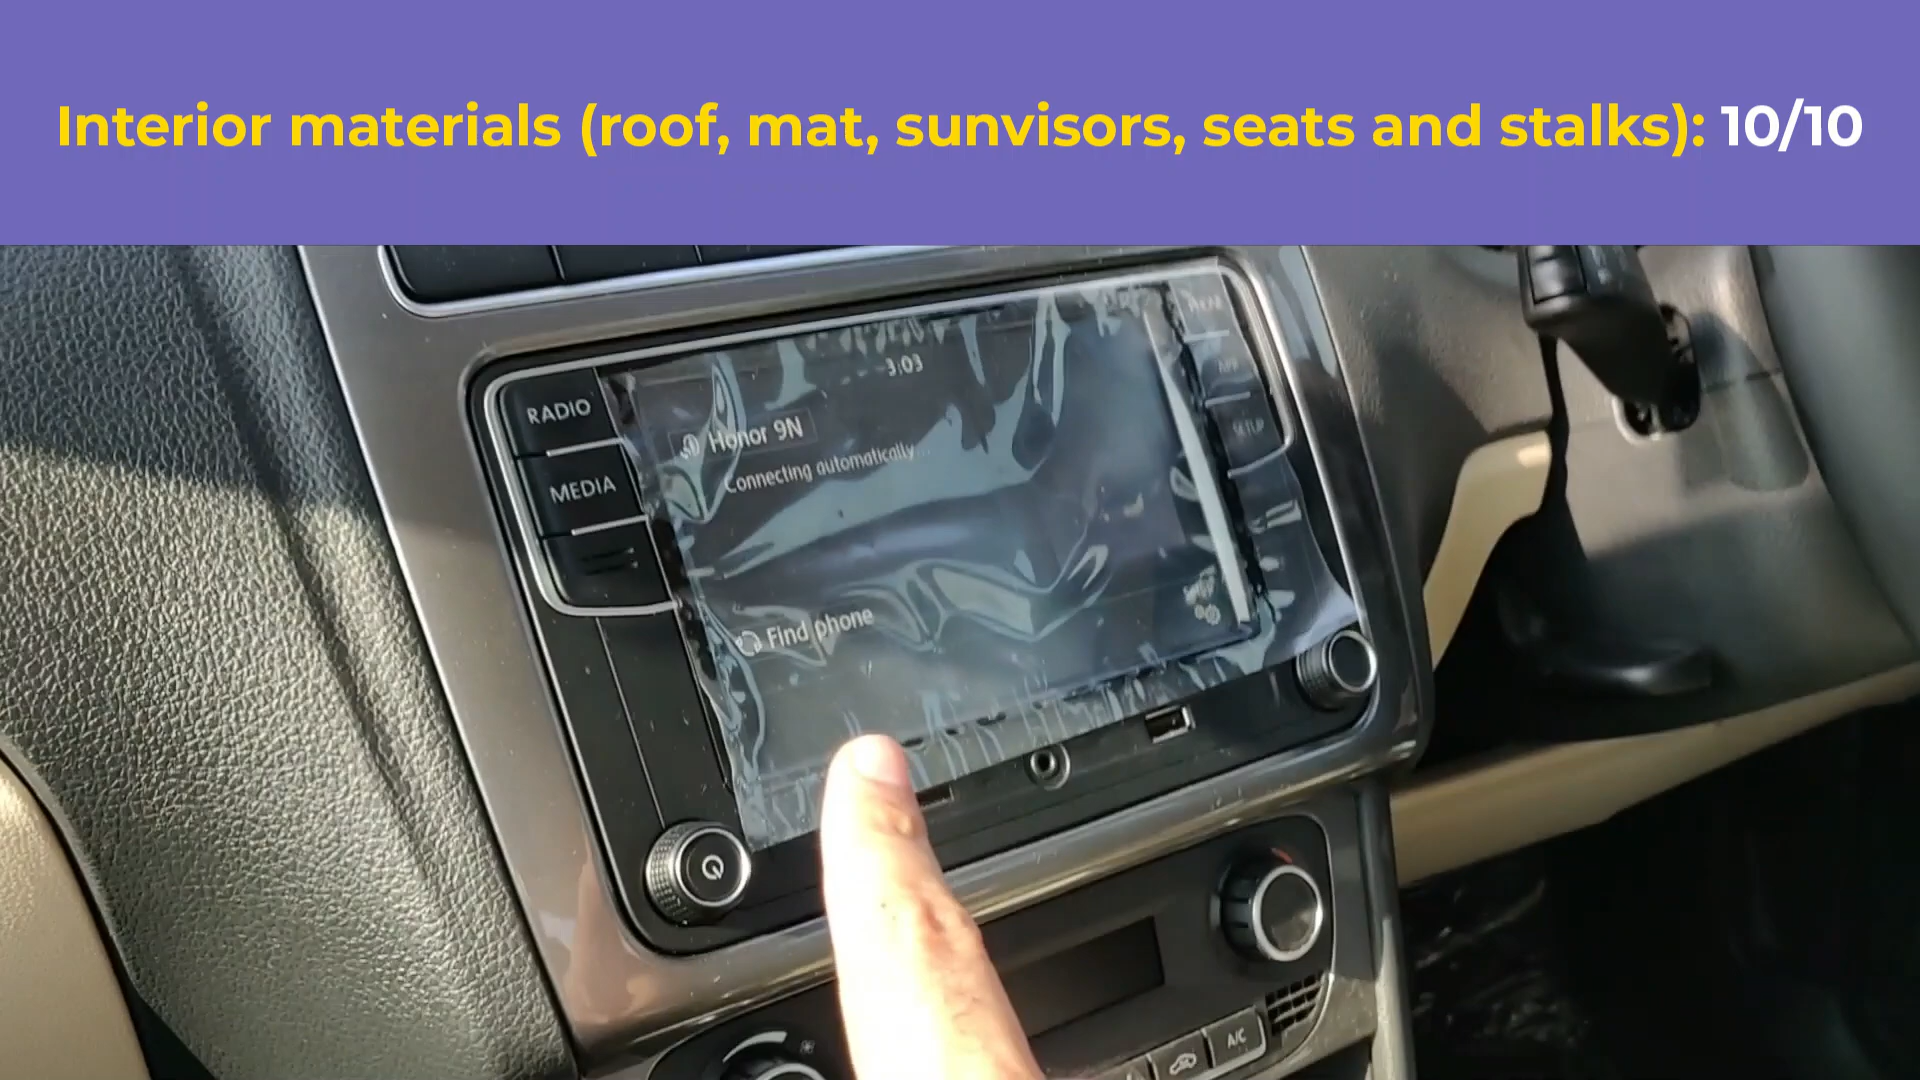 Interior materials (roof, mat, sunvisors, seats and stalks): 10/10
3:03
RADIO
Honor 9N
Connecting automatically...
MEDIA
SETUP
Find phone
A/C